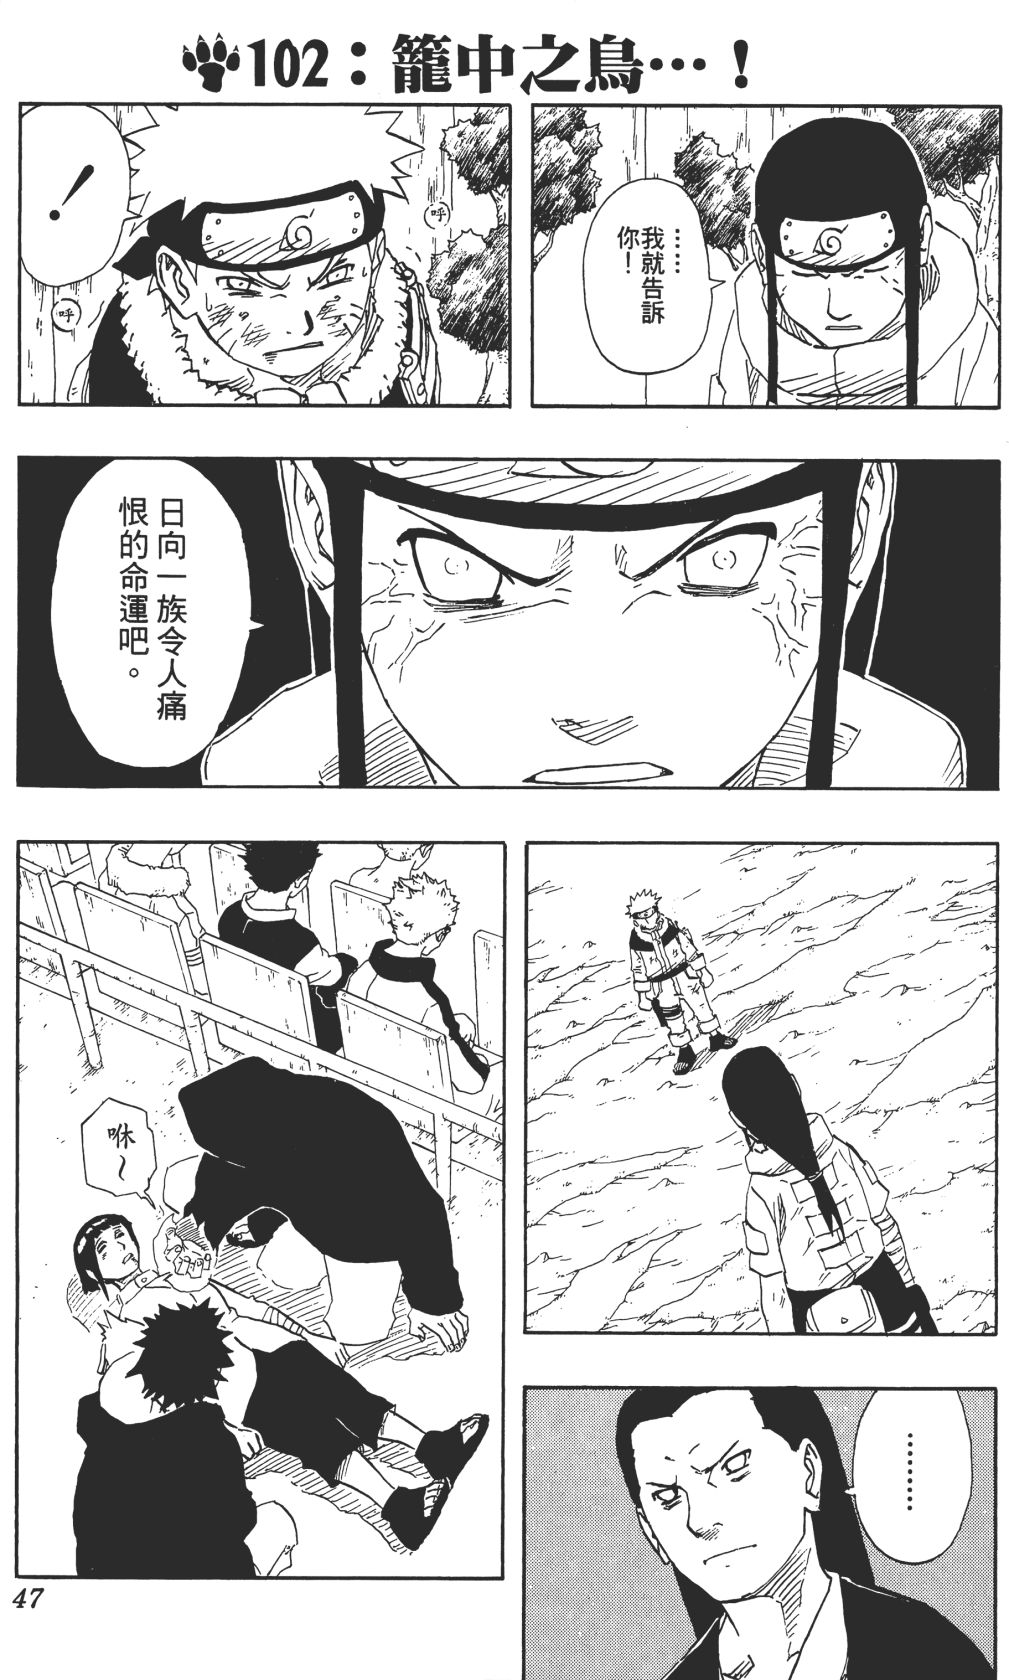 102：籠中之鳥…！
……
我就告訴
你！
！
呼
呼
日向一族令人痛
恨的命運吧。
咻～
………
47